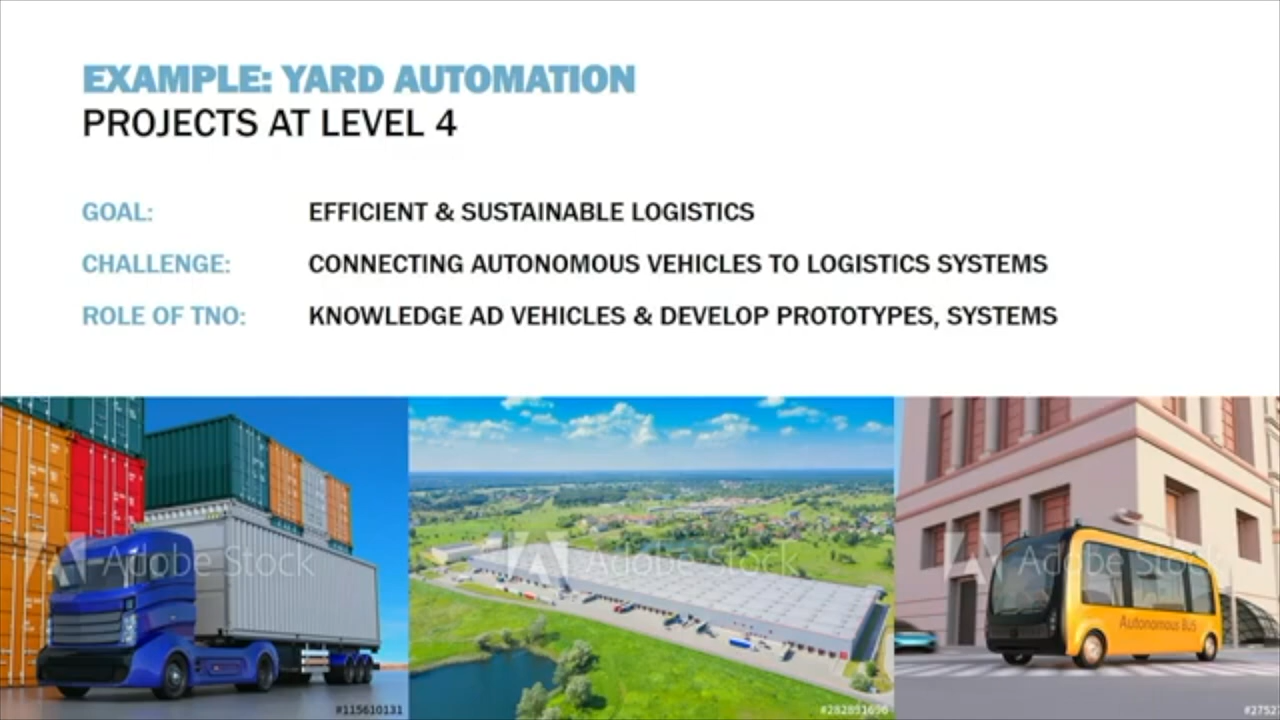 EXAMPLE: YARD AUTOMATION
PROJECTS AT LEVEL 4
GOAL: EFFICIENT & SUSTAINABLE LOGISTICS
CHALLENGE: CONNECTING AUTONOMOUS VEHICLES TO LOGISTICS SYSTEMS
ROLE OF TNO: KNOWLEDGE AD VEHICLES & DEVELOP PROTOTYPES, SYSTEMS
Adobe Stock
Adobe Stock
Adobe Stock
Autonomous BUS
#115610131